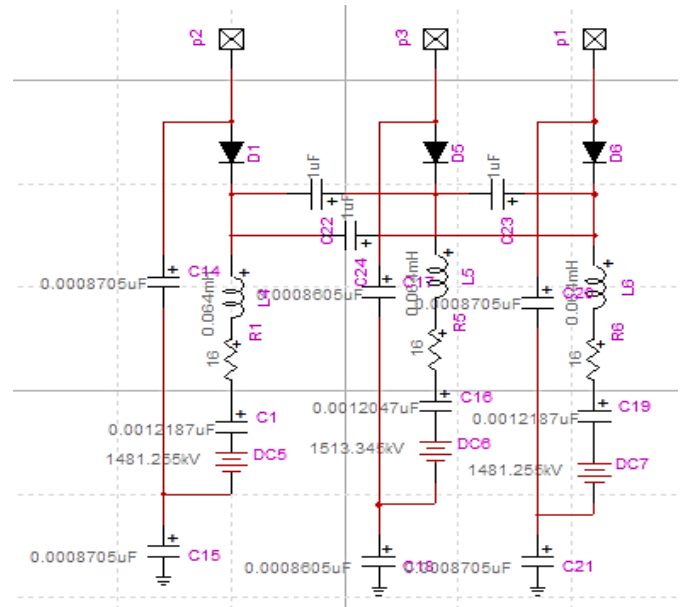 p2
p3
p1
D1
D5
D6
1uF
1uF
1uF
C22
C23
C24
C14
0.0008705uF
0.064mH
R1
16
C17
0.0008605uF
L5
R5
16
0.0008705uF
L6
R6
16
C1
0.0012187uF
DC5
1481.255kV
C16
0.0012047uF
DC6
1513.345kV
C19
0.0012187uF
DC7
1481.255kV
C15
0.0008705uF
0.0008605uF
C21
0.0008705uF